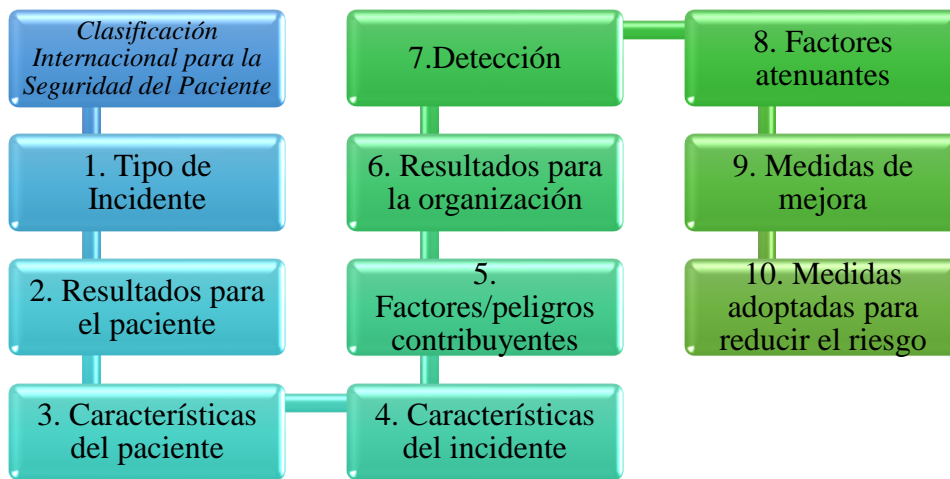 Clasificación
Internacional para la
Seguridad del Paciente
1. Tipo de
Incidente
2. Resultados para
el paciente
3. Características
del paciente
4. Características
del incidente
5.
Factores/peligros
contribuyentes
6. Resultados para
la organización
7.Detección
8. Factores
atenuantes
9. Medidas de
mejora
10. Medidas
adoptadas para
reducir el riesgo